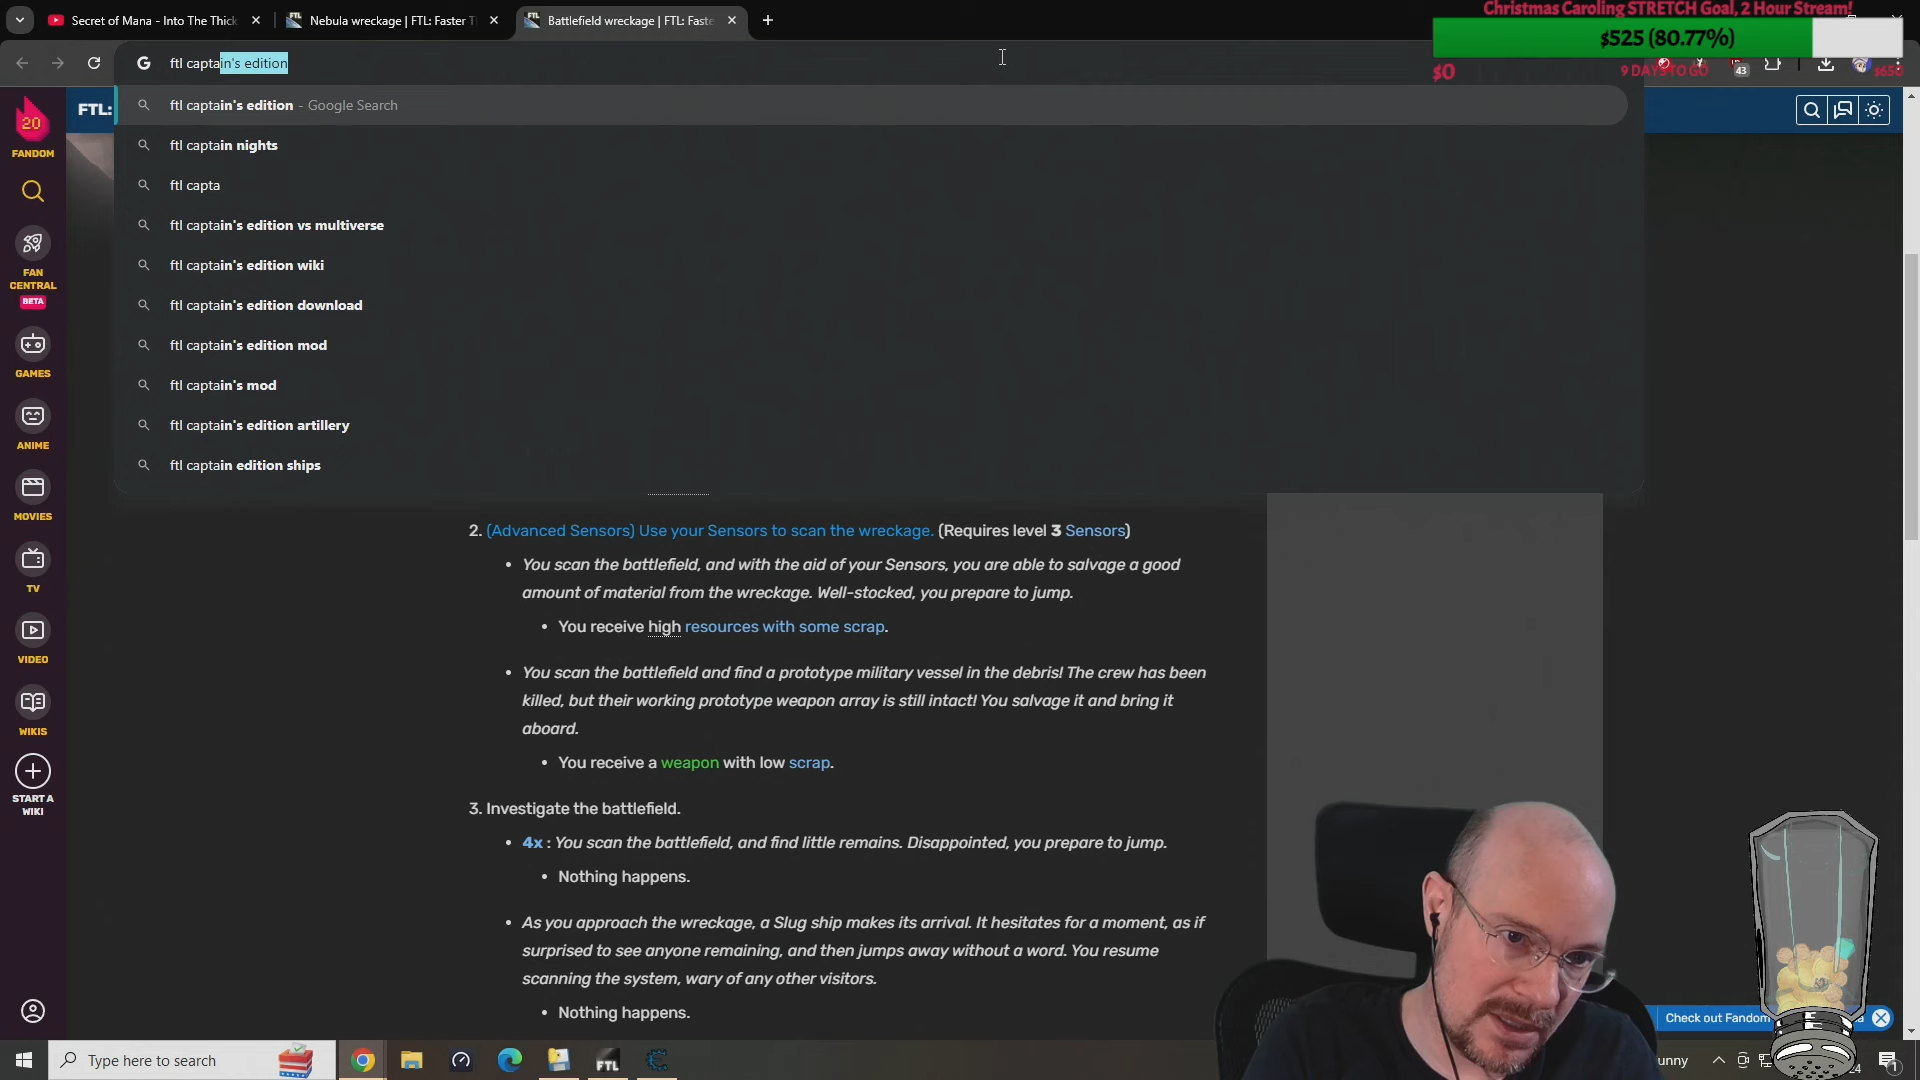 Secret of Mana - Into The Thick
Nebula wreckage | FTL: Faster T
Battlefield wreckage | FTL: Faste
Christmas Caroling STRETCH Goal, 2 Hour Stream!
$525 (80.77%)
$0
9 DAYS TO GO
$650
43
ftl captain's edition
ftl captain's edition - Google Search
ftl captain nights
ftl capta
ftl captain's edition vs multiverse
ftl captain's edition wiki
ftl captain's edition download
ftl captain's edition mod
ftl captain's mod
ftl captain's edition artillery
ftl captain edition ships
FTL:
20
FANDOM
FAN
CENTRAL
BETA
GAMES
ANIME
MOVIES
TV
VIDEO
WIKIS
START A
WIKI
2. (Advanced Sensors) Use your Sensors to scan the wreckage. (Requires level 3 Sensors)
• You scan the battlefield, and with the aid of your Sensors, you are able to salvage a good
amount of material from the wreckage. Well-stocked, you prepare to jump.
• You receive high resources with some scrap.
• You scan the battlefield and find a prototype military vessel in the debris! The crew has been
killed, but their working prototype weapon array is still intact! You salvage it and bring it
aboard.
• You receive a weapon with low scrap.
3. Investigate the battlefield.
• 4x : You scan the battlefield, and find little remains. Disappointed, you prepare to jump.
• Nothing happens.
• As you approach the wreckage, a Slug ship makes its arrival. It hesitates for a moment, as if
surprised to see anyone remaining, and then jumps away without a word. You resume
scanning the system, wary of any other visitors.
• Nothing happens.
Check out Fandom
Type here to search
FTL
unny
24
1